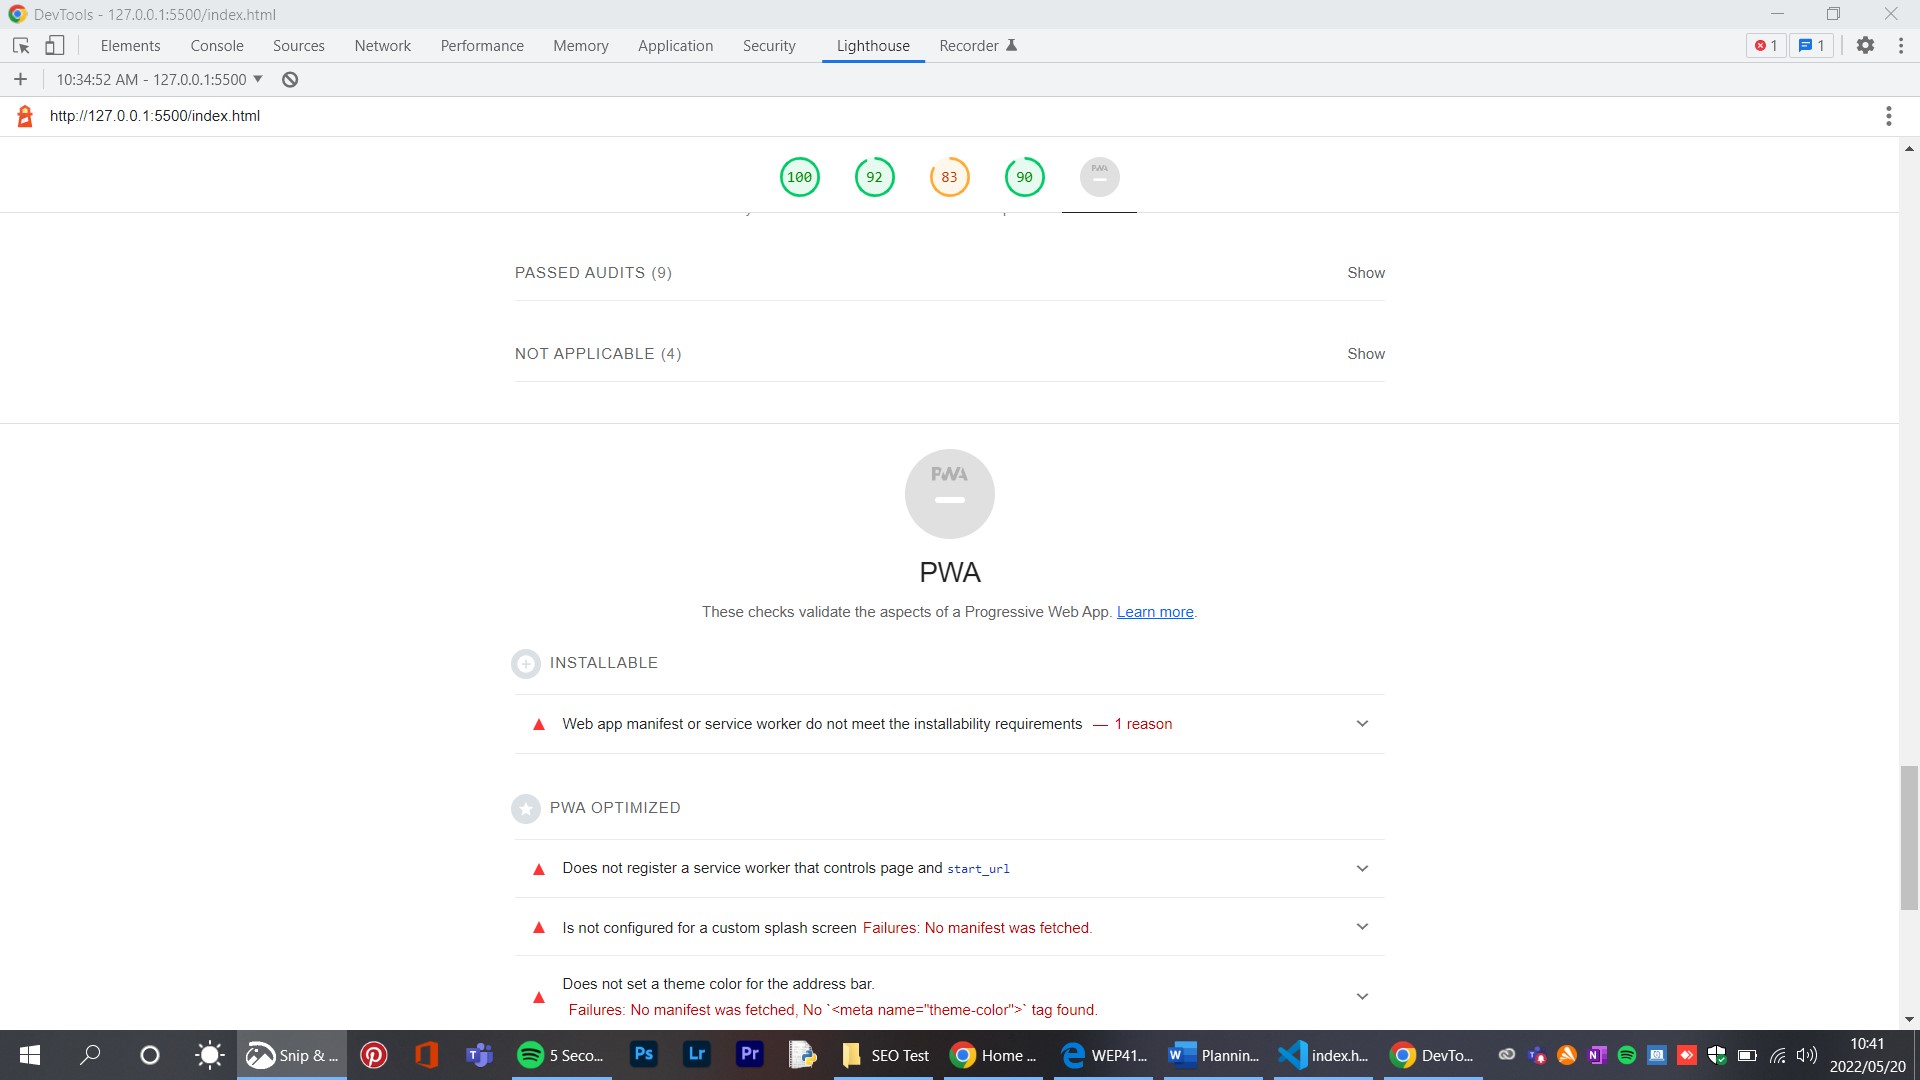 DevTools - 127.0.0.1:5500/index.html
Elements Console Sources Network Performance Memory Application Security Lighthouse Recorder 1 1
10:34:52 AM - 127.0.0.1:5500
http://127.0.0.1:5500/index.html
100 92 83 90 PWA
PASSED AUDITS (9) Show
NOT APPLICABLE (4) Show
PWA
PWA
These checks validate the aspects of a Progressive Web App. Learn more.
INSTALLABLE
Web app manifest or service worker do not meet the installability requirements — 1 reason
PWA OPTIMIZED
Does not register a service worker that controls page and start_url
Is not configured for a custom splash screen Failures: No manifest was fetched.
Does not set a theme color for the address bar.
Failures: No manifest was fetched, No `<meta name="theme-color">` tag found.
Snip & ... 5 Seco... Ps Lr Pr SEO Test Home ... WEP41... Plannin... index.h... DevTo... 10:41
2022/05/20